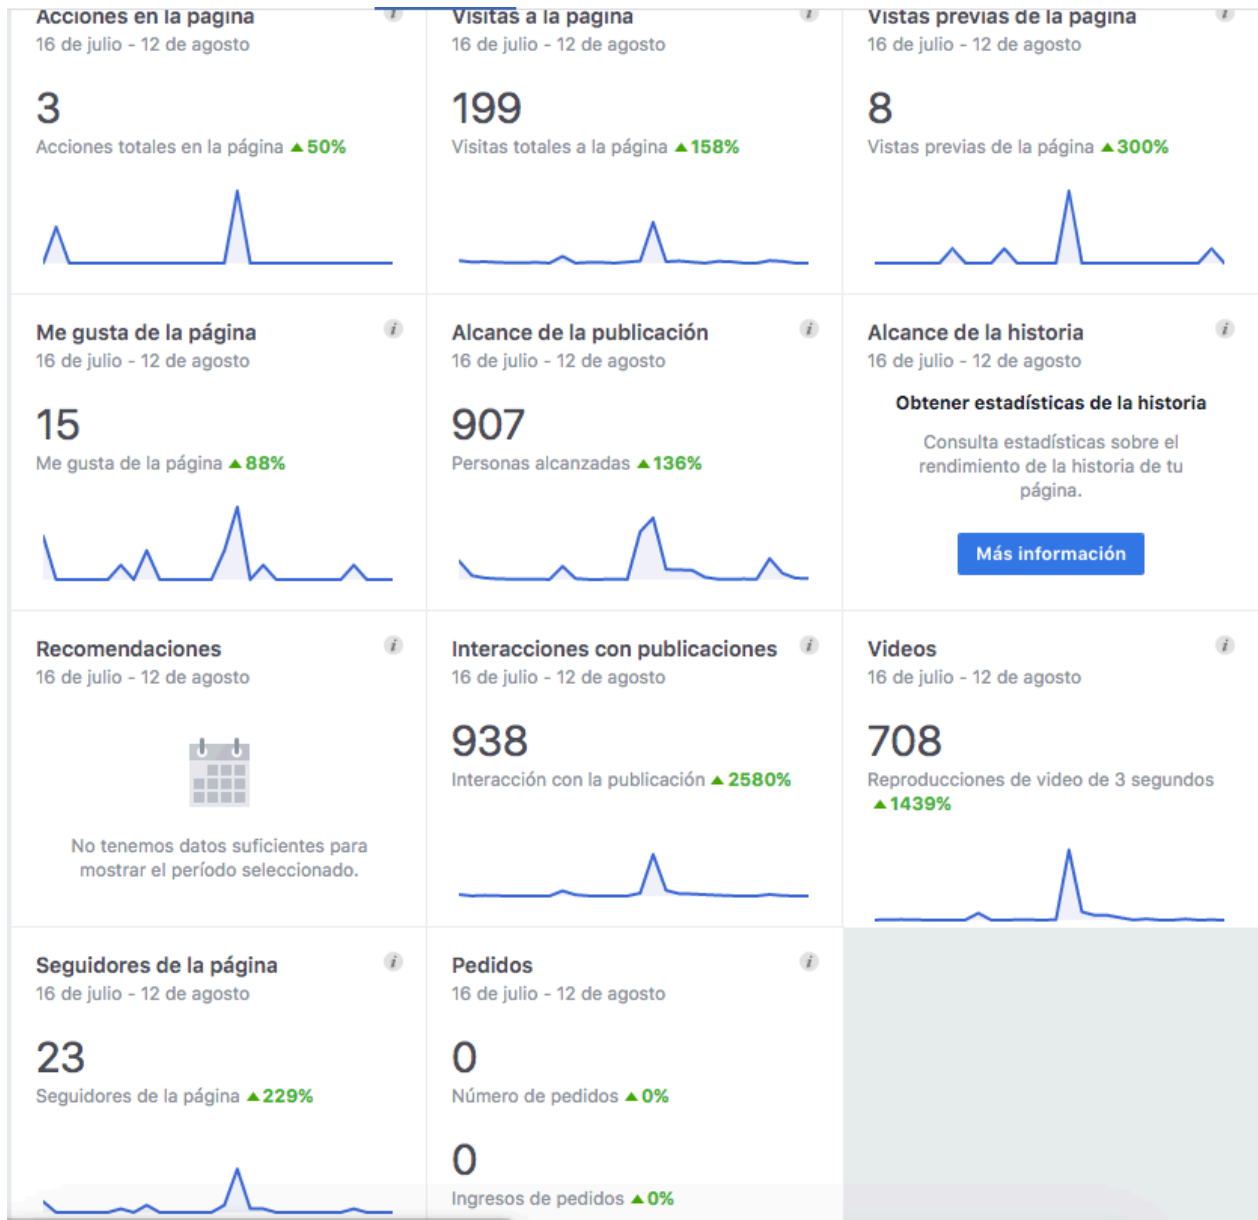 Acciones en la página
16 de julio - 12 de agosto
3
Acciones totales en la página ▲50%
Visitas a la página
16 de julio - 12 de agosto
199
Visitas totales a la página ▲158%
Vistas previas de la página
16 de julio - 12 de agosto
8
Vistas previas de la página ▲300%
Me gusta de la página
16 de julio - 12 de agosto
15
Me gusta de la página ▲88%
Alcance de la publicación
16 de julio - 12 de agosto
907
Personas alcanzadas ▲136%
Alcance de la historia
16 de julio - 12 de agosto
Obtener estadísticas de la historia
Consulta estadísticas sobre el
rendimiento de la historia de tu
página.
Más información
Recomendaciones
16 de julio - 12 de agosto
No tenemos datos suficientes para
mostrar el período seleccionado.
Interacciones con publicaciones
16 de julio - 12 de agosto
938
Interacción con la publicación ▲2580%
Videos
16 de julio - 12 de agosto
708
Reproducciones de video de 3 segundos
▲1439%
Seguidores de la página
16 de julio - 12 de agosto
23
Seguidores de la página ▲229%
Pedidos
16 de julio - 12 de agosto
0
Número de pedidos ▲0%
0
Ingresos de pedidos ▲0%